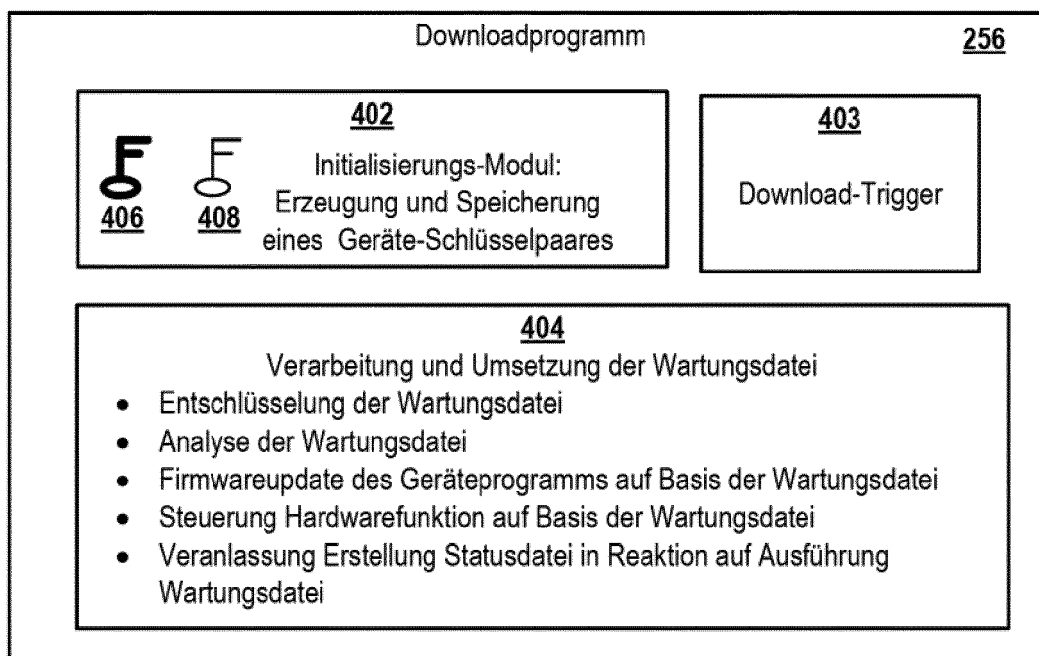 Downloadprogramm 256
402
Initialisierungs-Modul:
Erzeugung und Speicherung
eines Geräte-Schlüsselpaares
406 408
403
Download-Trigger
404
Verarbeitung und Umsetzung der Wartungsdatei
• Entschlüsselung der Wartungsdatei
• Analyse der Wartungsdatei
• Firmwareupdate des Geräteprogramms auf Basis der Wartungsdatei
• Steuerung Hardwarefunktion auf Basis der Wartungsdatei
• Veranlassung Erstellung Statusdatei in Reaktion auf Ausführung
Wartungsdatei